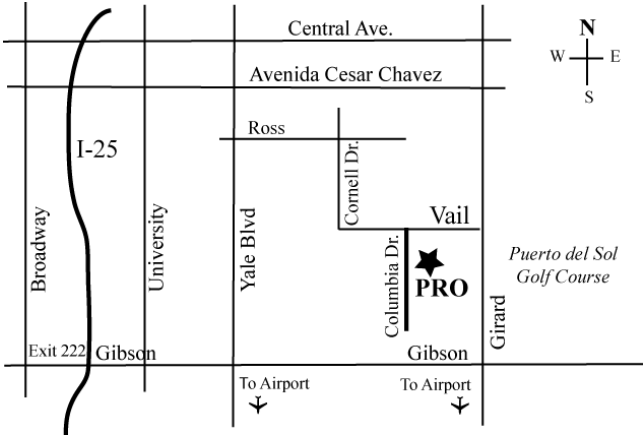 Central Ave.
N
W
E
S
Avenida Cesar Chavez
Ross
I-25
Cornell Dr.
Vail
Broadway
University
Yale Blvd
Columbia Dr.
PRO
Puerto del Sol
Golf Course
Girard
Exit 222
Gibson
Gibson
To Airport
To Airport